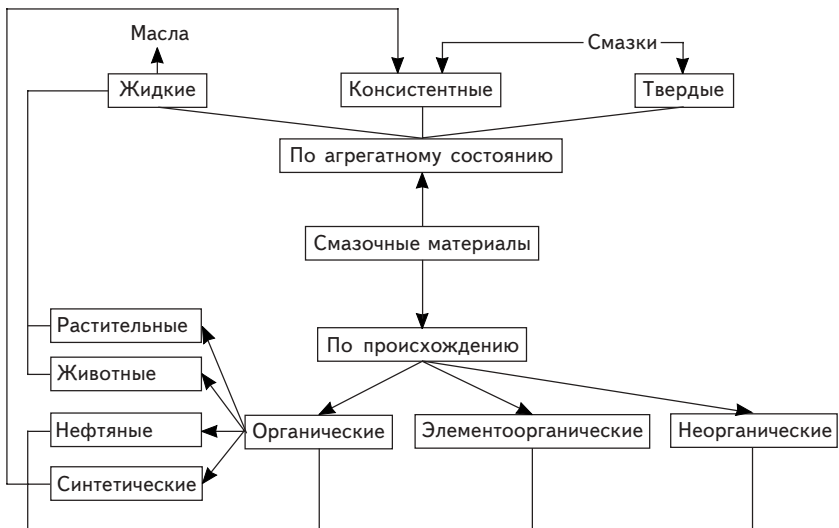 Масла
Смазки
Жидкие
Консистентные
Твердые
По агрегатному состоянию
Смазочные материалы
Растительные
По происхождению
Животные
Нефтяные
Органические
Элементоорганические
Неорганические
Синтетические